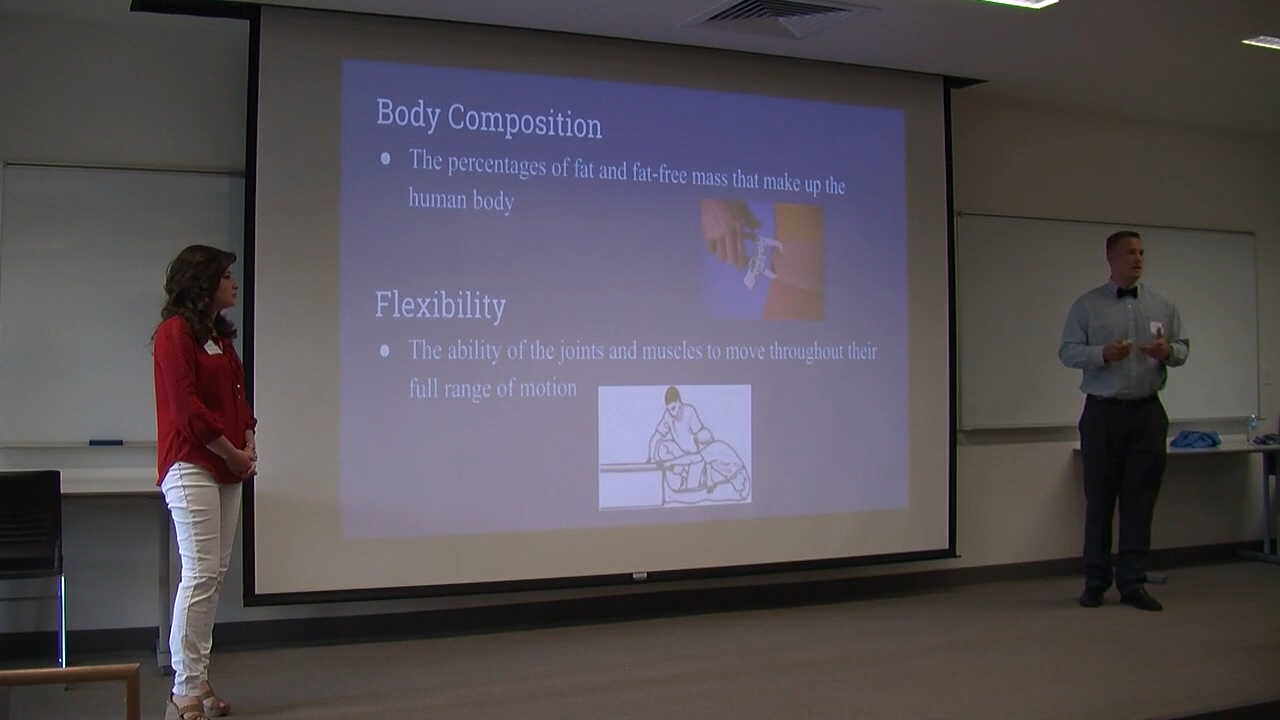 Body Composition
● The percentages of fat and fat-free mass that make up the
human body
Flexibility
● The ability of the joints and muscles to move throughout their
full range of motion